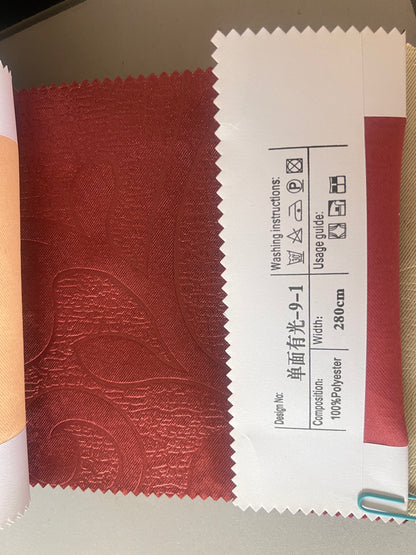 Design No:
单面有光-9-1
Washing instructions:
Composition:
100%Polyester
Width:
280cm
Usage guide: